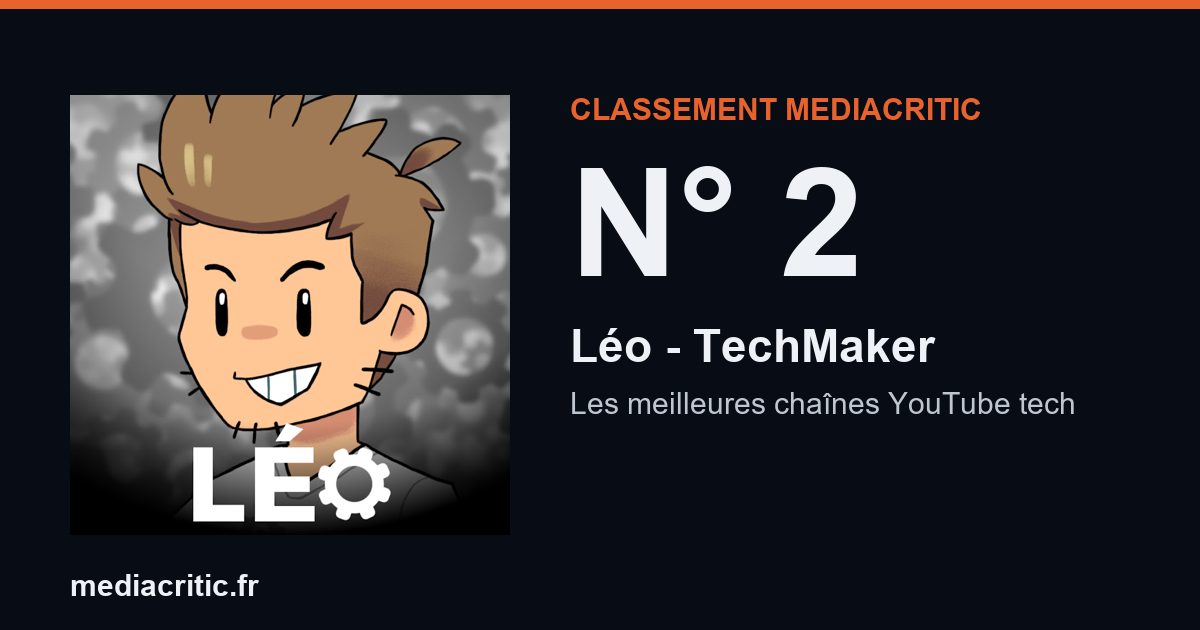 CLASSEMENT MEDIACRITIC
N° 2
Léo - TechMaker
Les meilleures chaînes YouTube tech
LÉO
mediacritic.fr